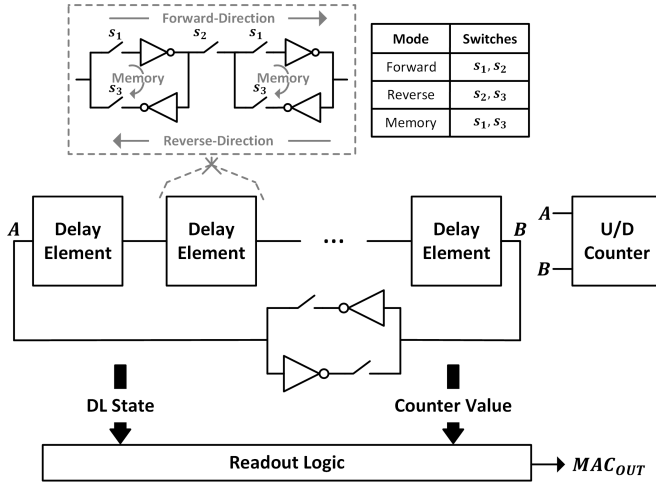 Forward-Direction
s₁ s₂ s₁
Memory Memory
s₃ s₃
Reverse-Direction
Mode Switches
Forward s₁, s₂
Reverse s₂, s₃
Memory s₁, s₃
A
Delay Element
Delay Element
...
Delay Element
B
A
B
U/D Counter
DL State
Counter Value
Readout Logic
MAC_OUT